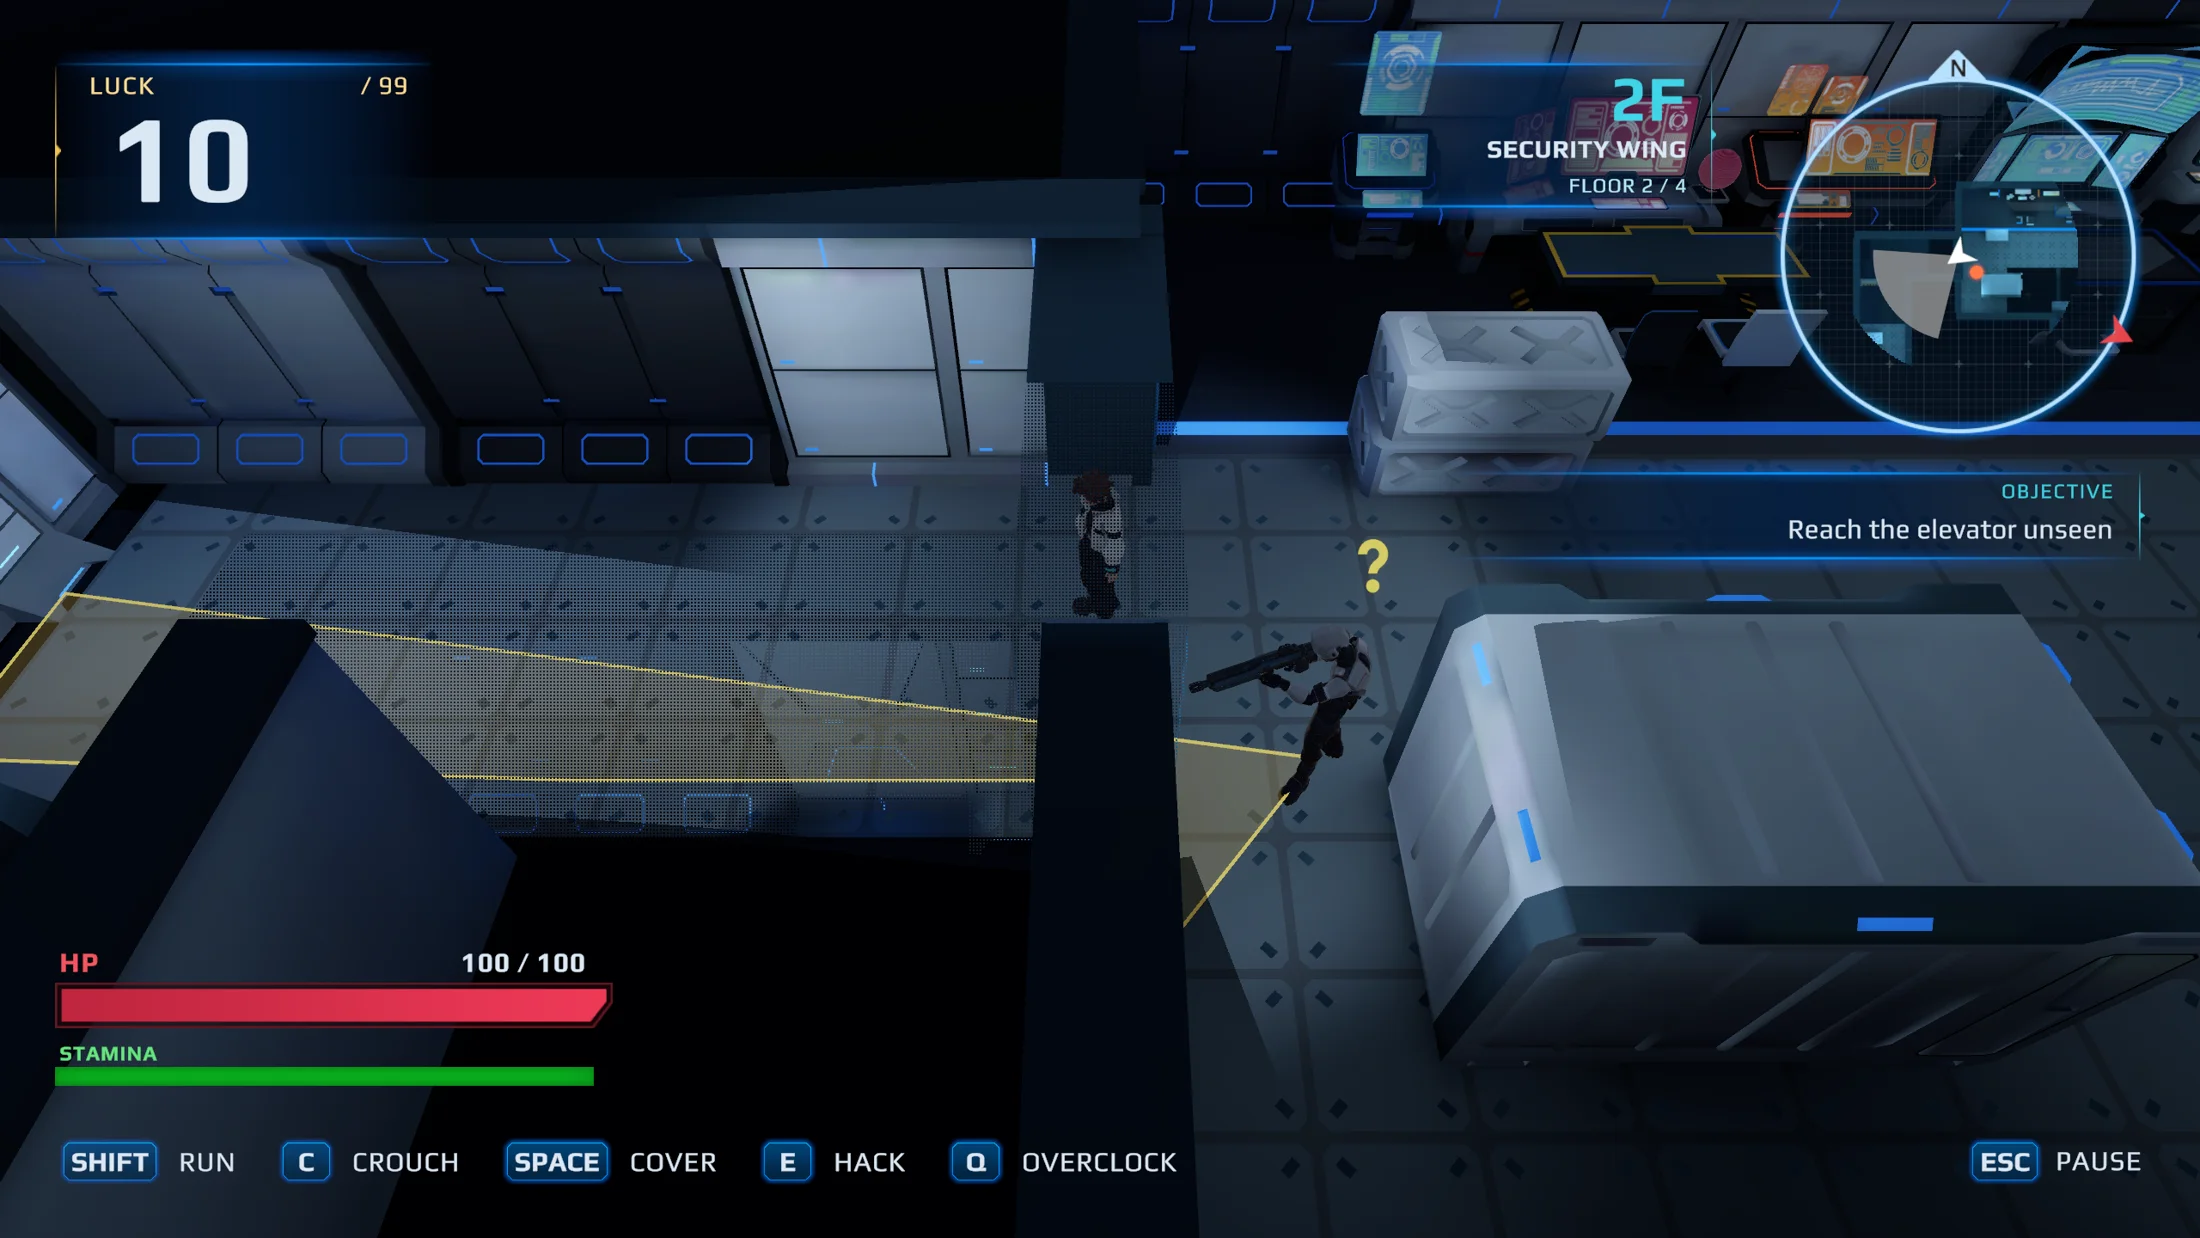 LUCK / 99
10
2F
SECURITY WING
FLOOR 2 / 4
N
OBJECTIVE
Reach the elevator unseen
?
HP 100 / 100
STAMINA
SHIFT RUN C CROUCH SPACE COVER E HACK Q OVERCLOCK ESC PAUSE